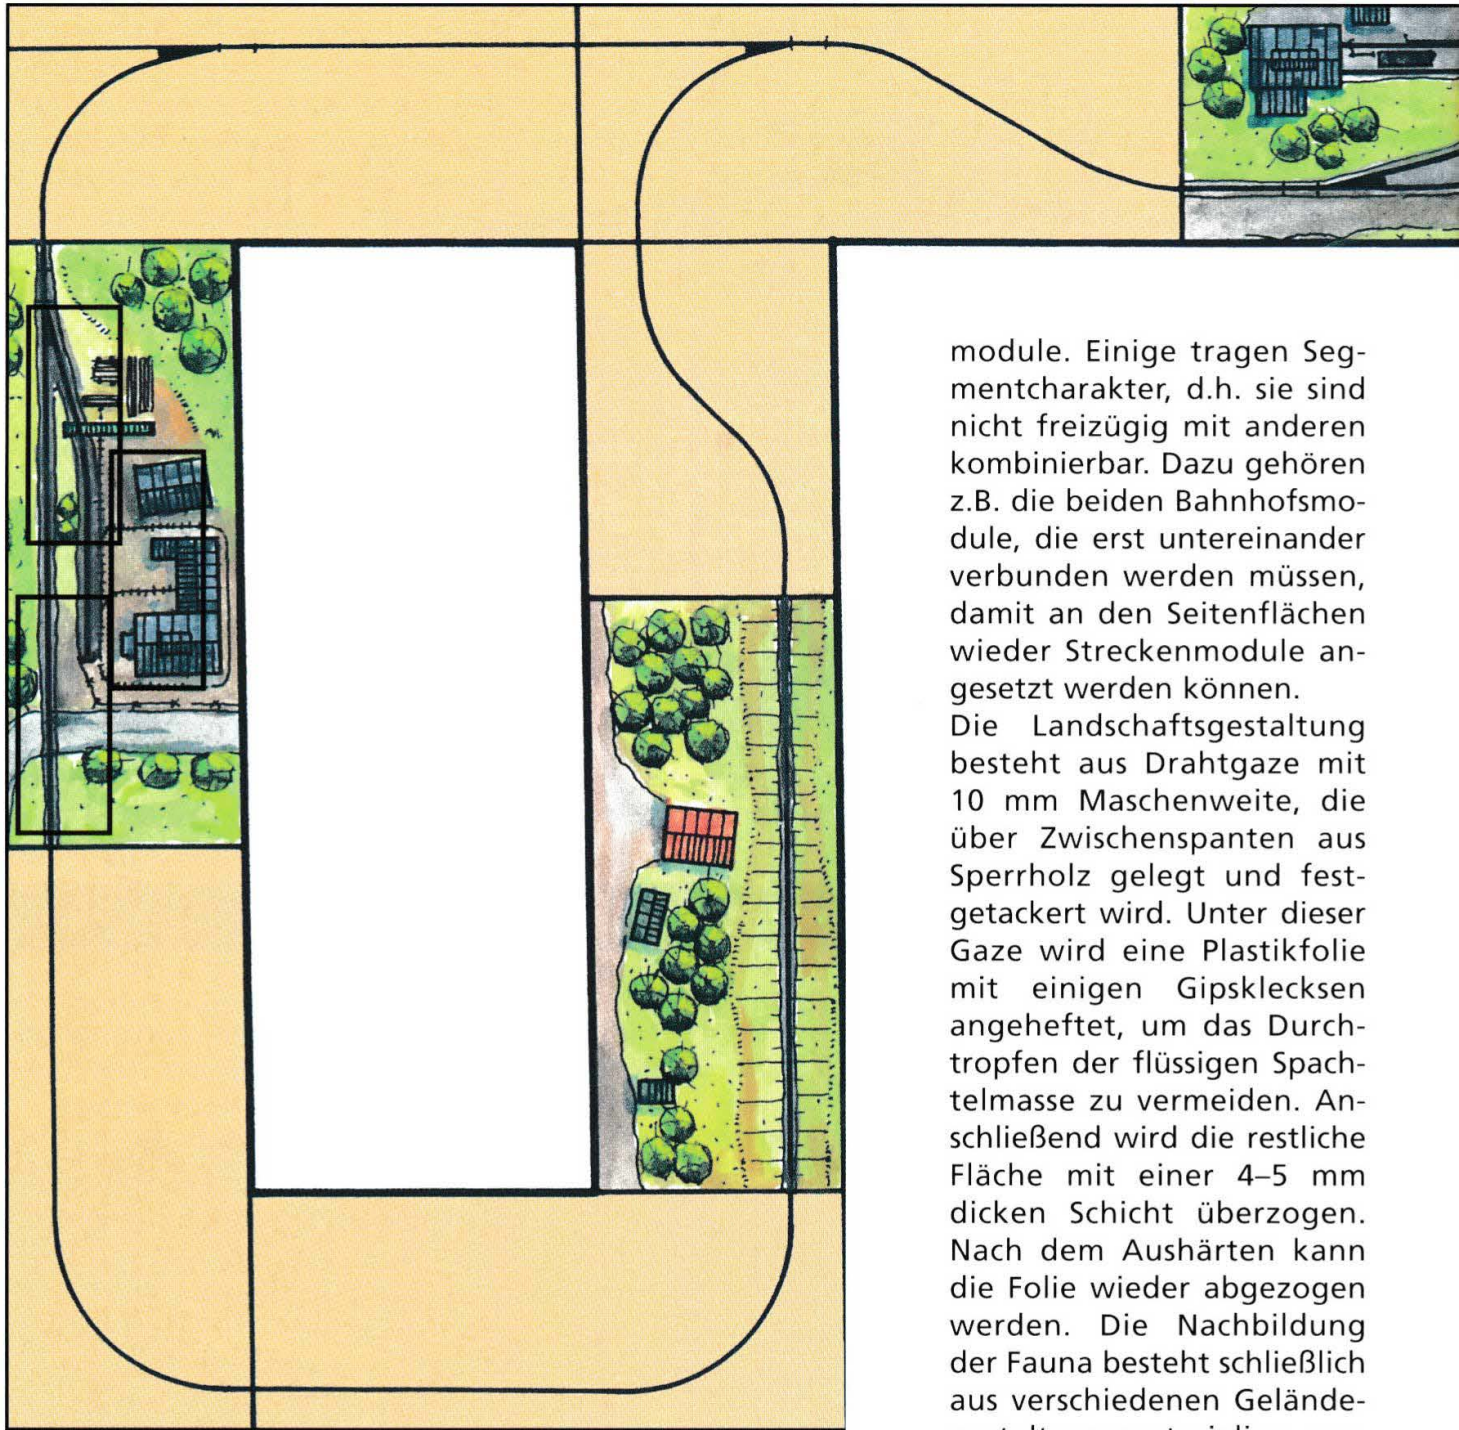 module. Einige tragen Seg-
mentcharakter, d.h. sie sind
nicht freizügig mit anderen
kombinierbar. Dazu gehören
z.B. die beiden Bahnhofsmo-
dule, die erst untereinander
verbunden werden müssen,
damit an den Seitenflächen
wieder Streckenmodule an-
gesetzt werden können.
Die Landschaftsgestaltung
besteht aus Drahtgaze mit
10 mm Maschenweite, die
über Zwischenspanten aus
Sperrholz gelegt und fest-
getackert wird. Unter dieser
Gaze wird eine Plastikfolie
mit einigen Gipsklecksen
angeheftet, um das Durch-
tropfen der flüssigen Spach-
telmasse zu vermeiden. An-
schließend wird die restliche
Fläche mit einer 4–5 mm
dicken Schicht überzogen.
Nach dem Aushärten kann
die Folie wieder abgezogen
werden. Die Nachbildung
der Fauna besteht schließlich
aus verschiedenen Gelände-